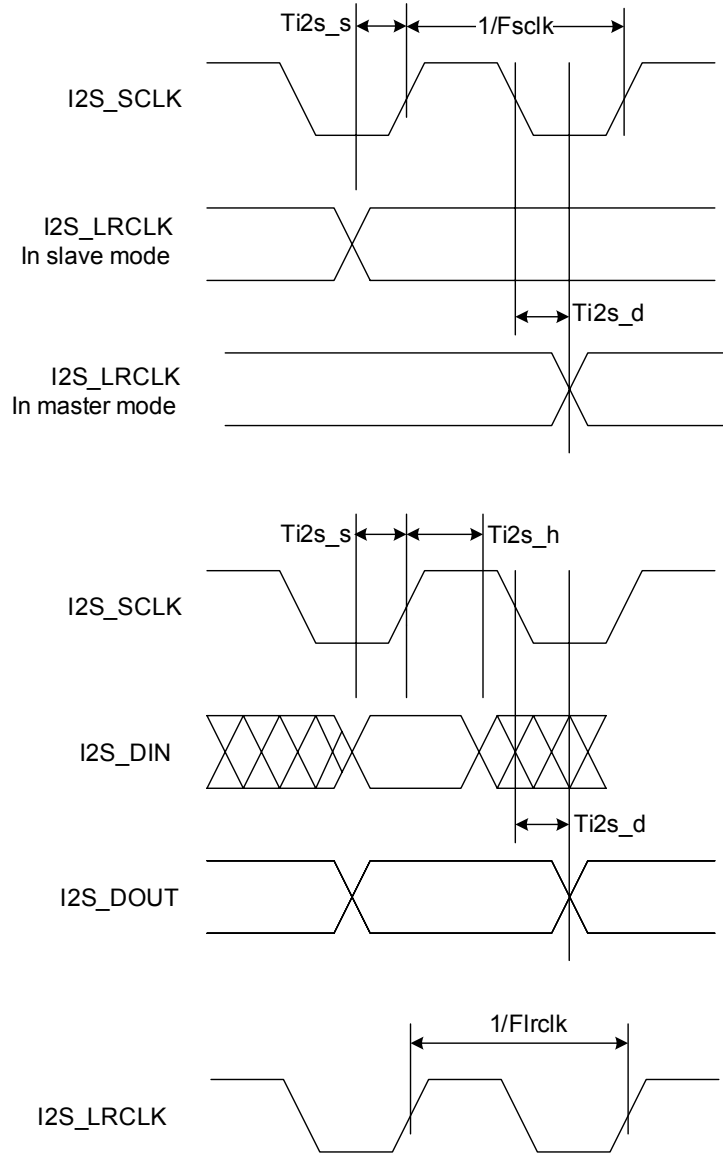 Ti2s_s
1/Fsclk
I2S_SCLK
I2S_LRCLK
In slave mode
Ti2s_d
I2S_LRCLK
In master mode
Ti2s_s
Ti2s_h
I2S_SCLK
I2S_DIN
Ti2s_d
I2S_DOUT
1/Flrclk
I2S_LRCLK